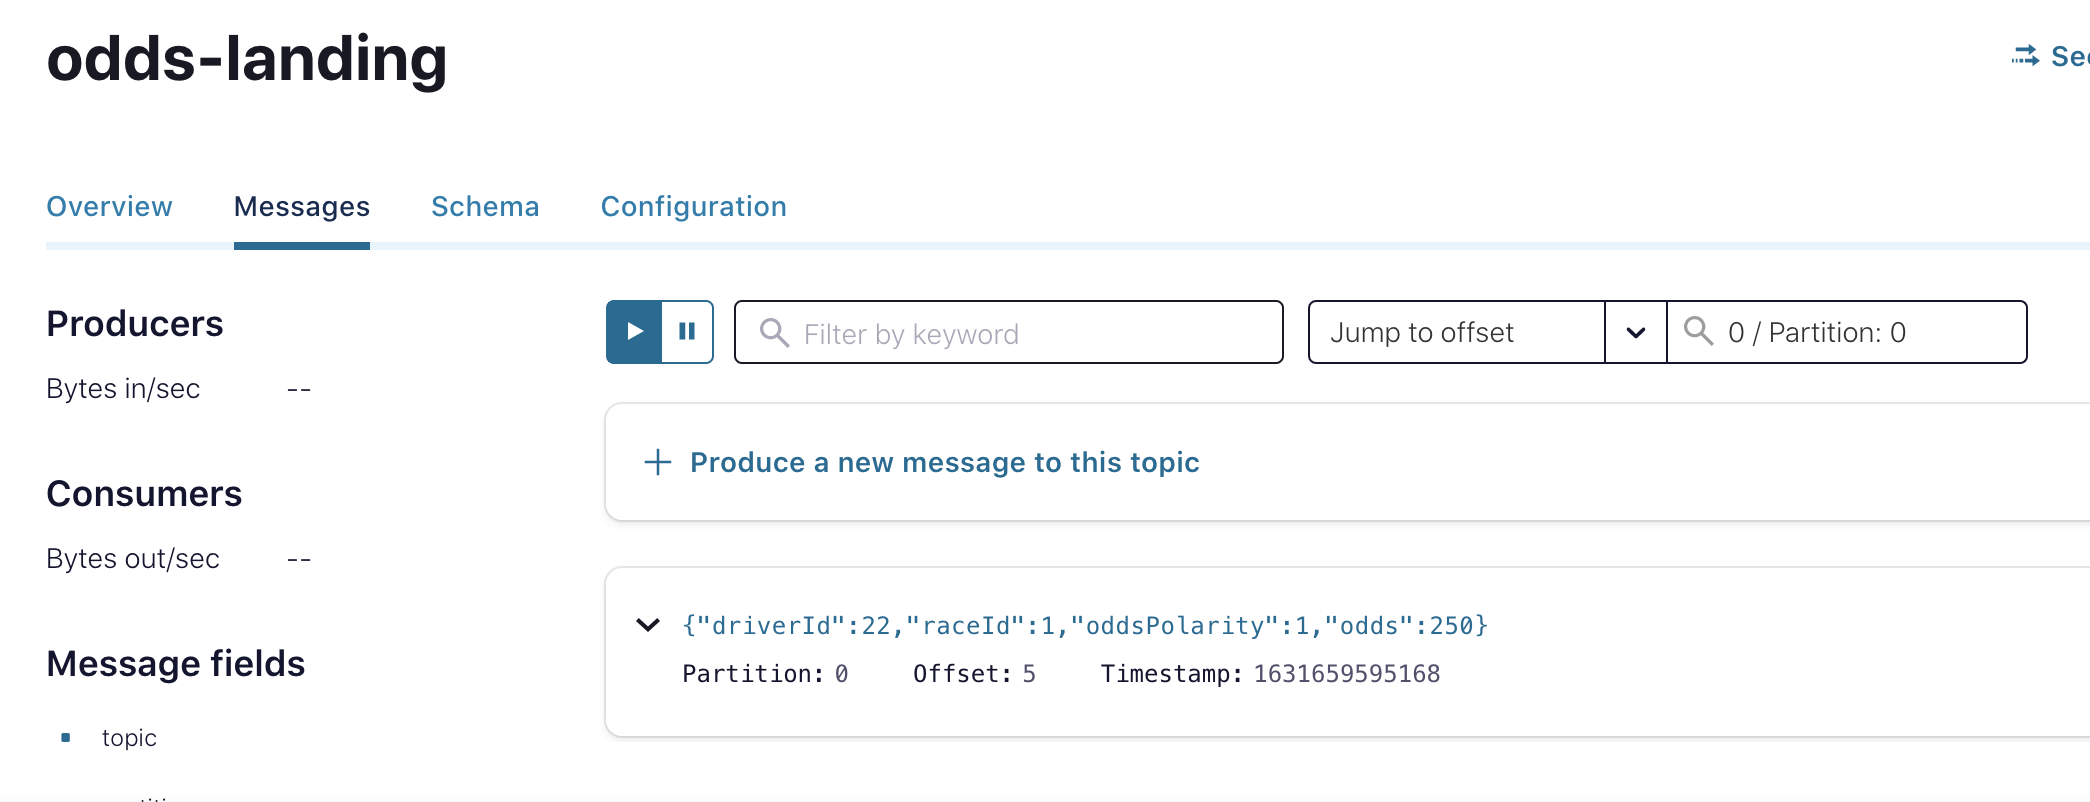 odds-landing
Overview Messages Schema Configuration
Producers
Bytes in/sec --
Consumers
Bytes out/sec --
Message fields
topic
Filter by keyword
Jump to offset
0 / Partition: 0
Produce a new message to this topic
{"driverId":22,"raceId":1,"oddsPolarity":1,"odds":250}
Partition: 0 Offset: 5 Timestamp: 1631659595168